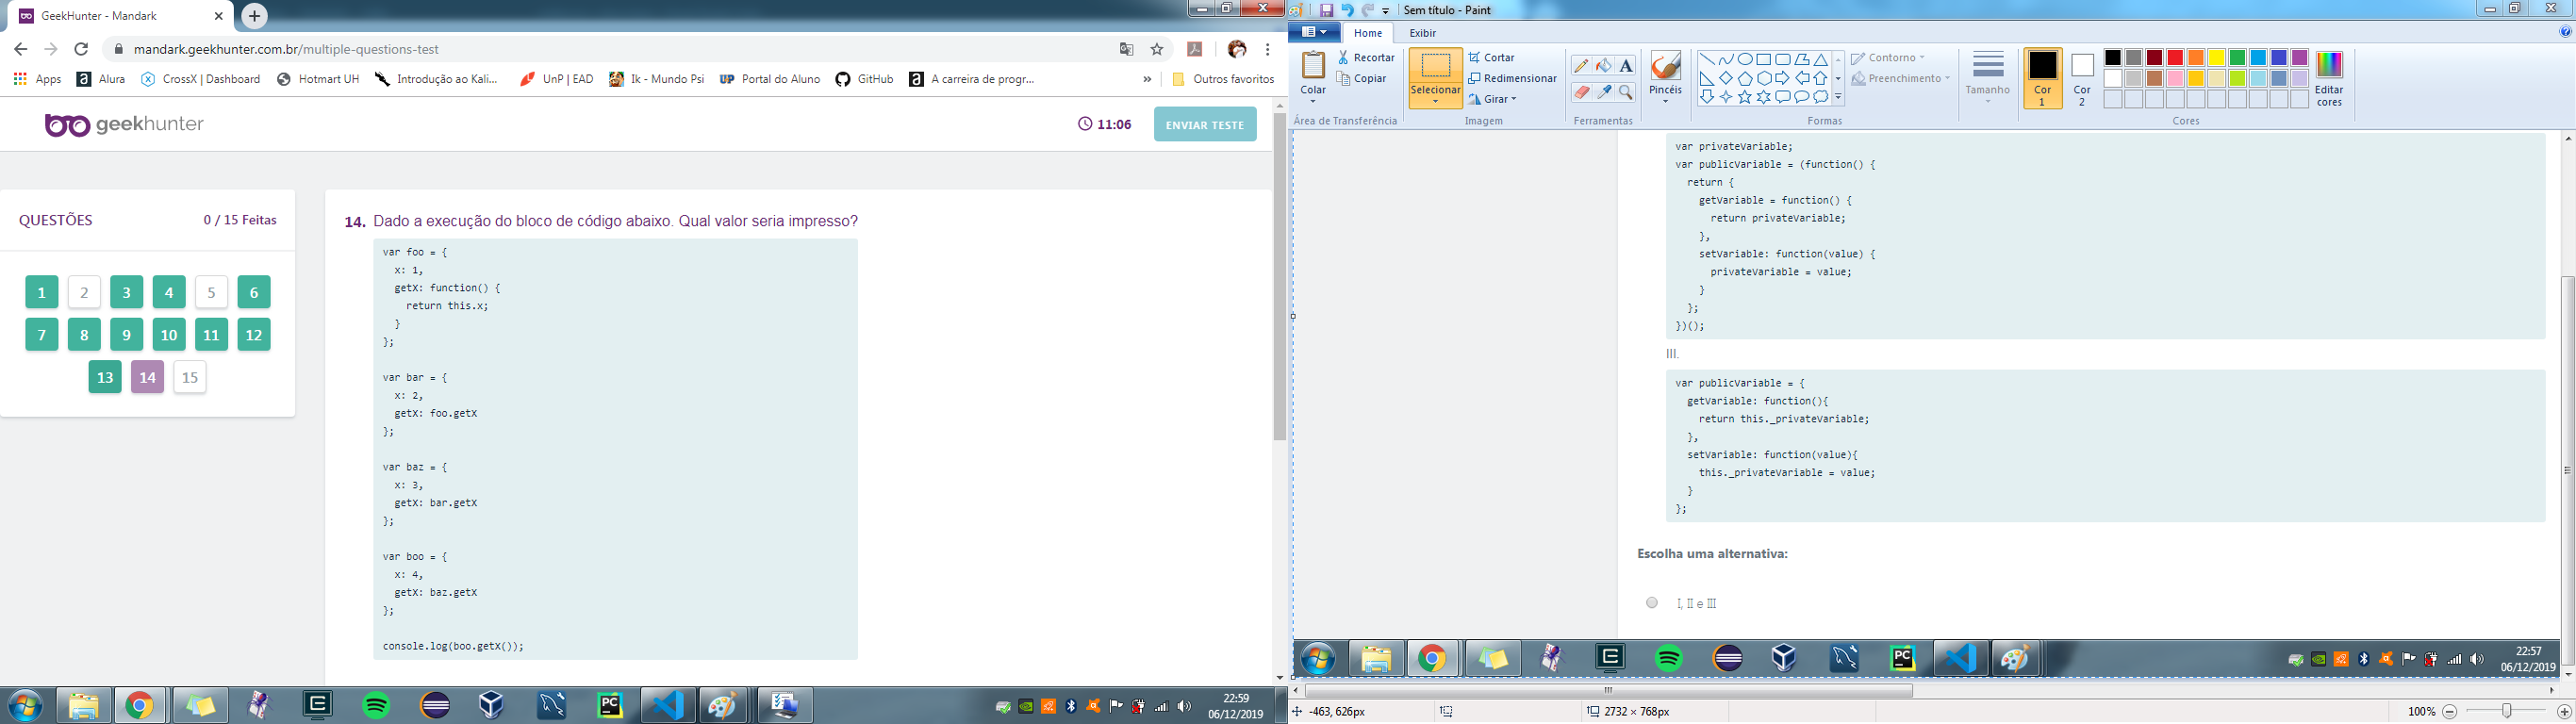 GeekHunter - Mandark
mandark.geekhunter.com.br/multiple-questions-test
Apps
Alura
CrossX | Dashboard
Hotmart UH
Introdução ao Kali...
UnP | EAD
Ik - Mundo Psi
UP Portal do Aluno
GitHub
A carreira de progr...
»
Outros favoritos
geekhunter
11:06
ENVIAR TESTE
QUESTÕES
0 / 15 Feitas
1 2 3 4 5 6
7 8 9 10 11 12
13 14 15
14. Dado a execução do bloco de código abaixo. Qual valor seria impresso?
var foo = {
x: 1,
getX: function() {
return this.x;
}
};
var bar = {
x: 2,
getX: foo.getX
};
var baz = {
x: 3,
getX: bar.getX
};
var boo = {
x: 4,
getX: baz.getX
};
console.log(boo.getX());
22:59
06/12/2019
Sem título - Paint
Home
Exibir
Colar
Recortar
Copiar
Área de Transferência
Selecionar
Cortar
Redimensionar
Girar
Imagem
A
Ferramentas
Pincéis
Contorno
Preenchimento
Formas
Tamanho
Cor
1
Cor
2
Editar
cores
Cores
var privateVariable;
var publicVariable = (function() {
return {
getVariable = function() {
return privateVariable;
},
setVariable: function(value) {
privateVariable = value;
}
};
})();
III.
var publicVariable = {
getVariable: function(){
return this._privateVariable;
},
setVariable: function(value){
this._privateVariable = value;
}
};
Escolha uma alternativa:
I, II e III
PC
22:57
06/12/2019
-463, 626px
2732 × 768px
100%